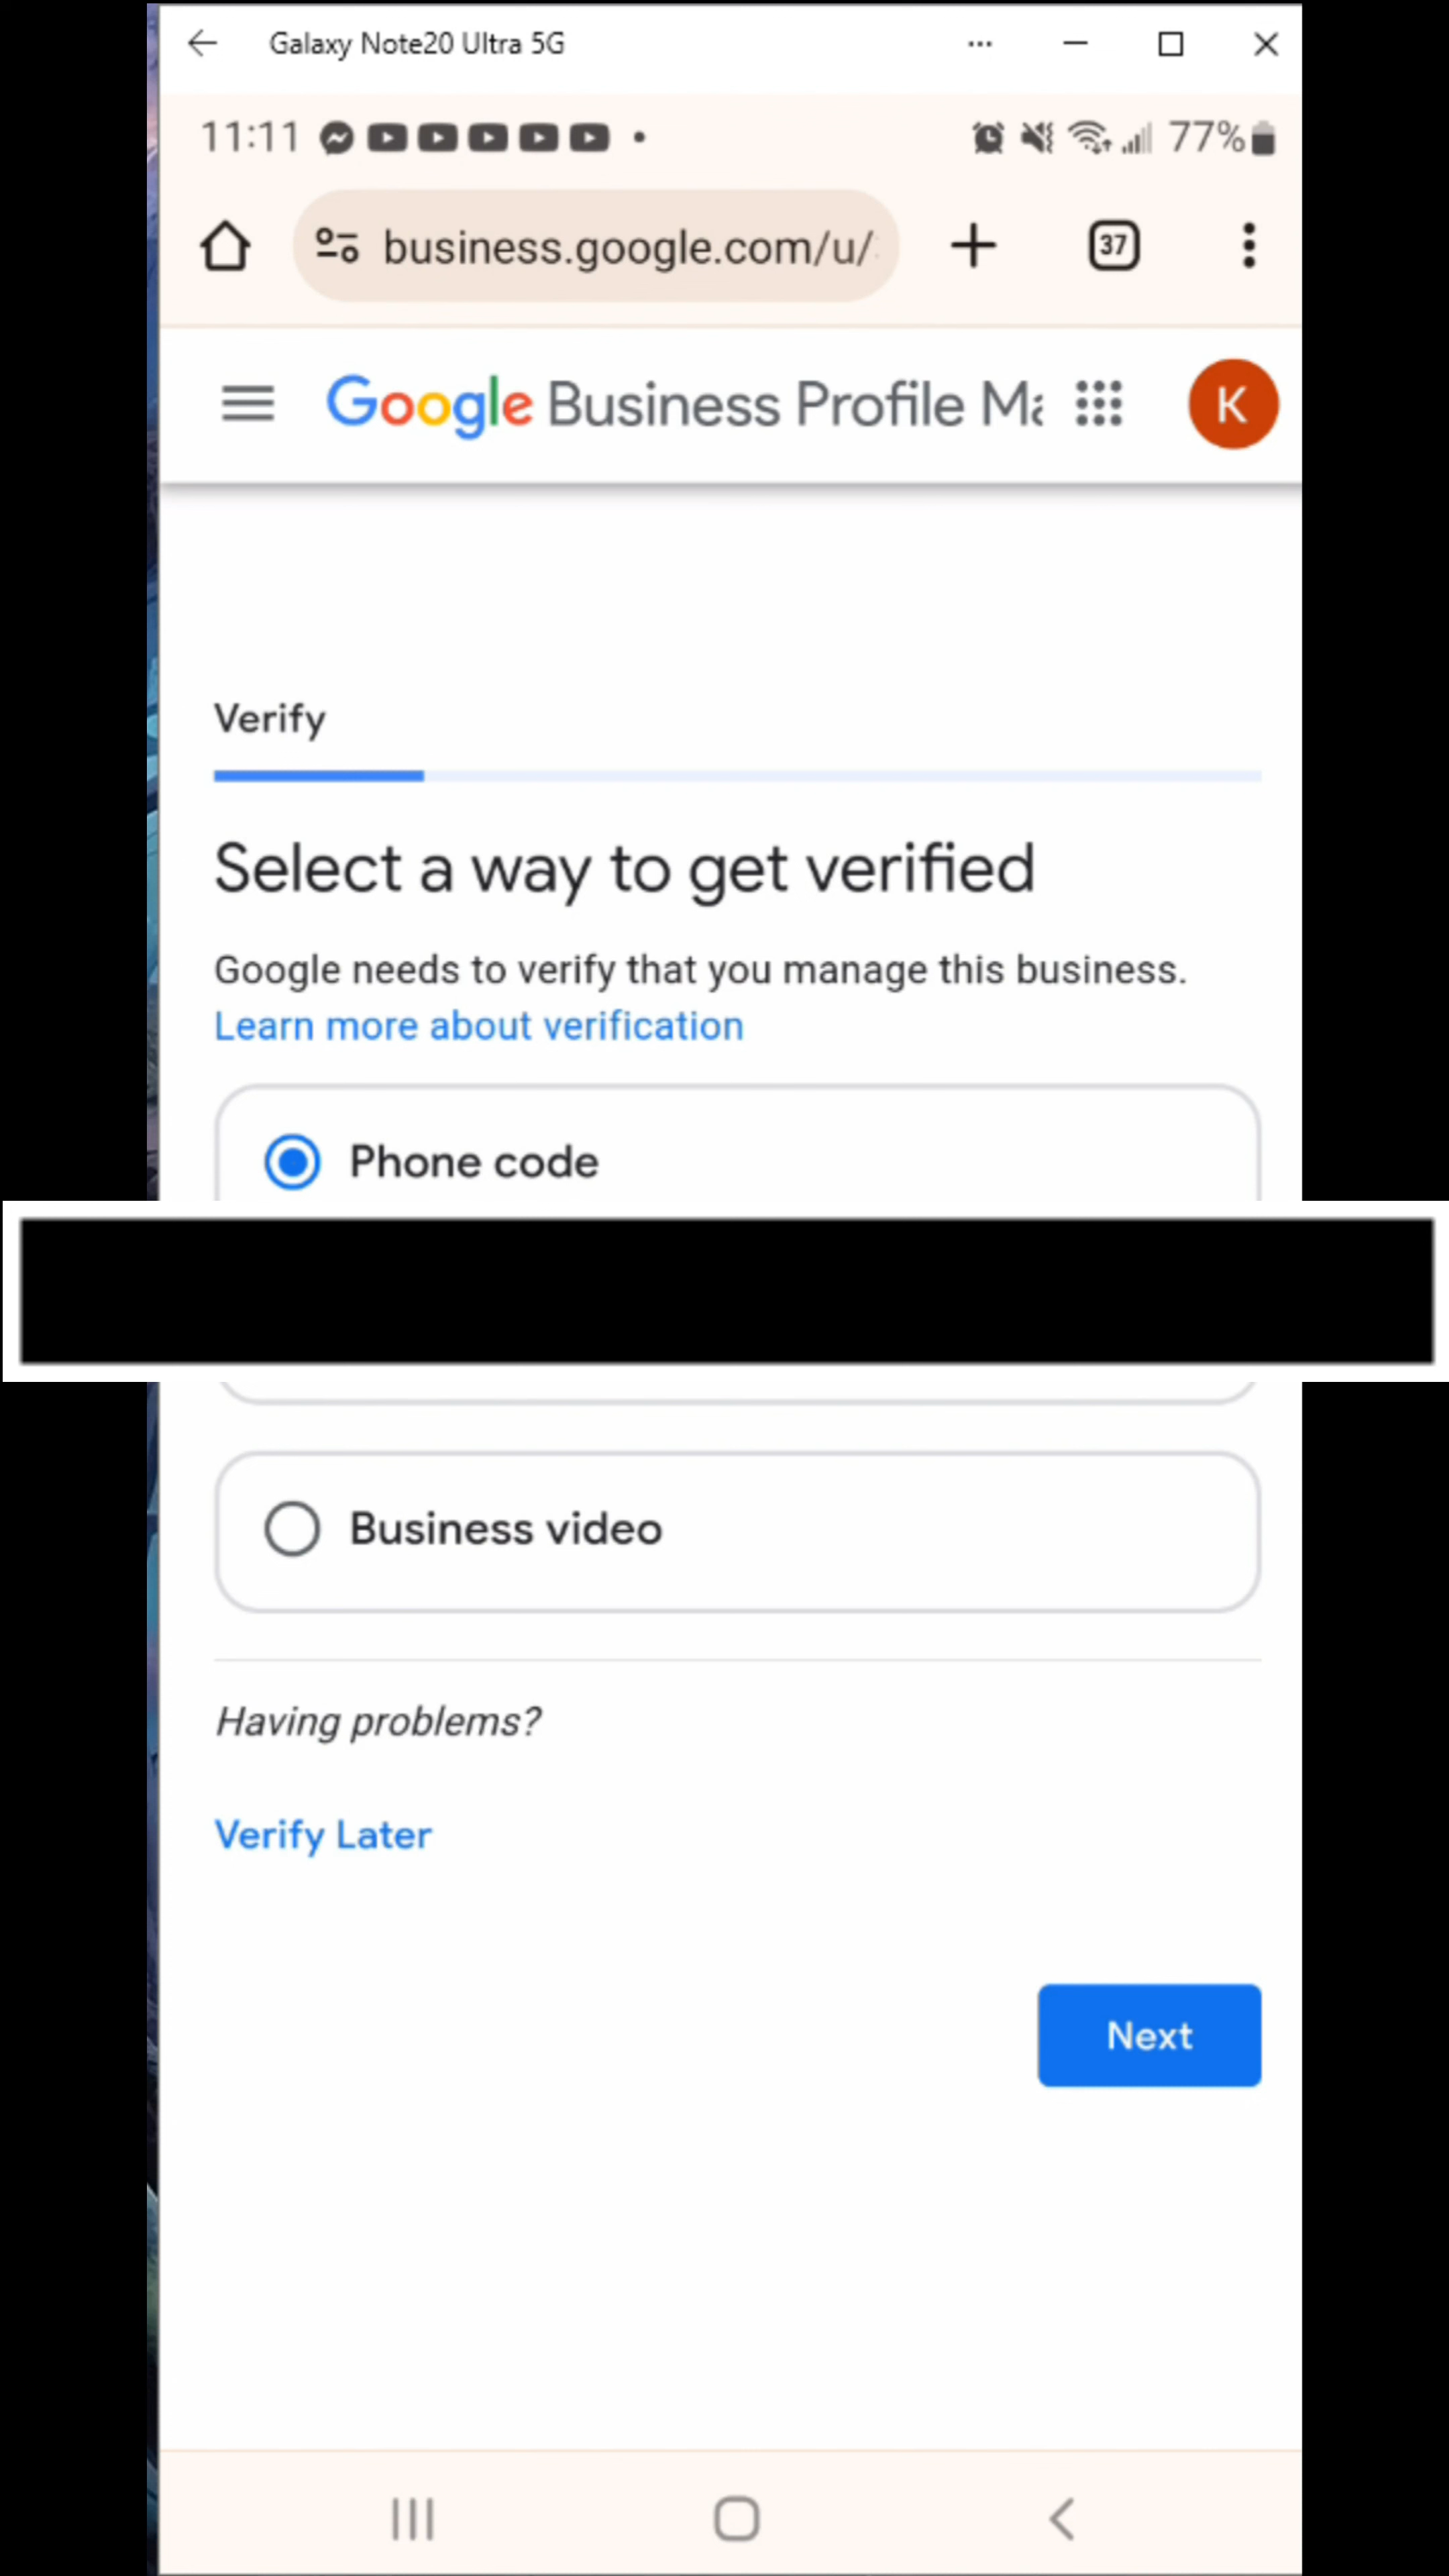 Galaxy Note20 Ultra 5G
11:11
77%
business.google.com/u/
37
Google Business Profile Ma
K
Verify
Select a way to get verified
Google needs to verify that you manage this business.
Learn more about verification
Phone code
Business video
Having problems?
Verify Later
Next